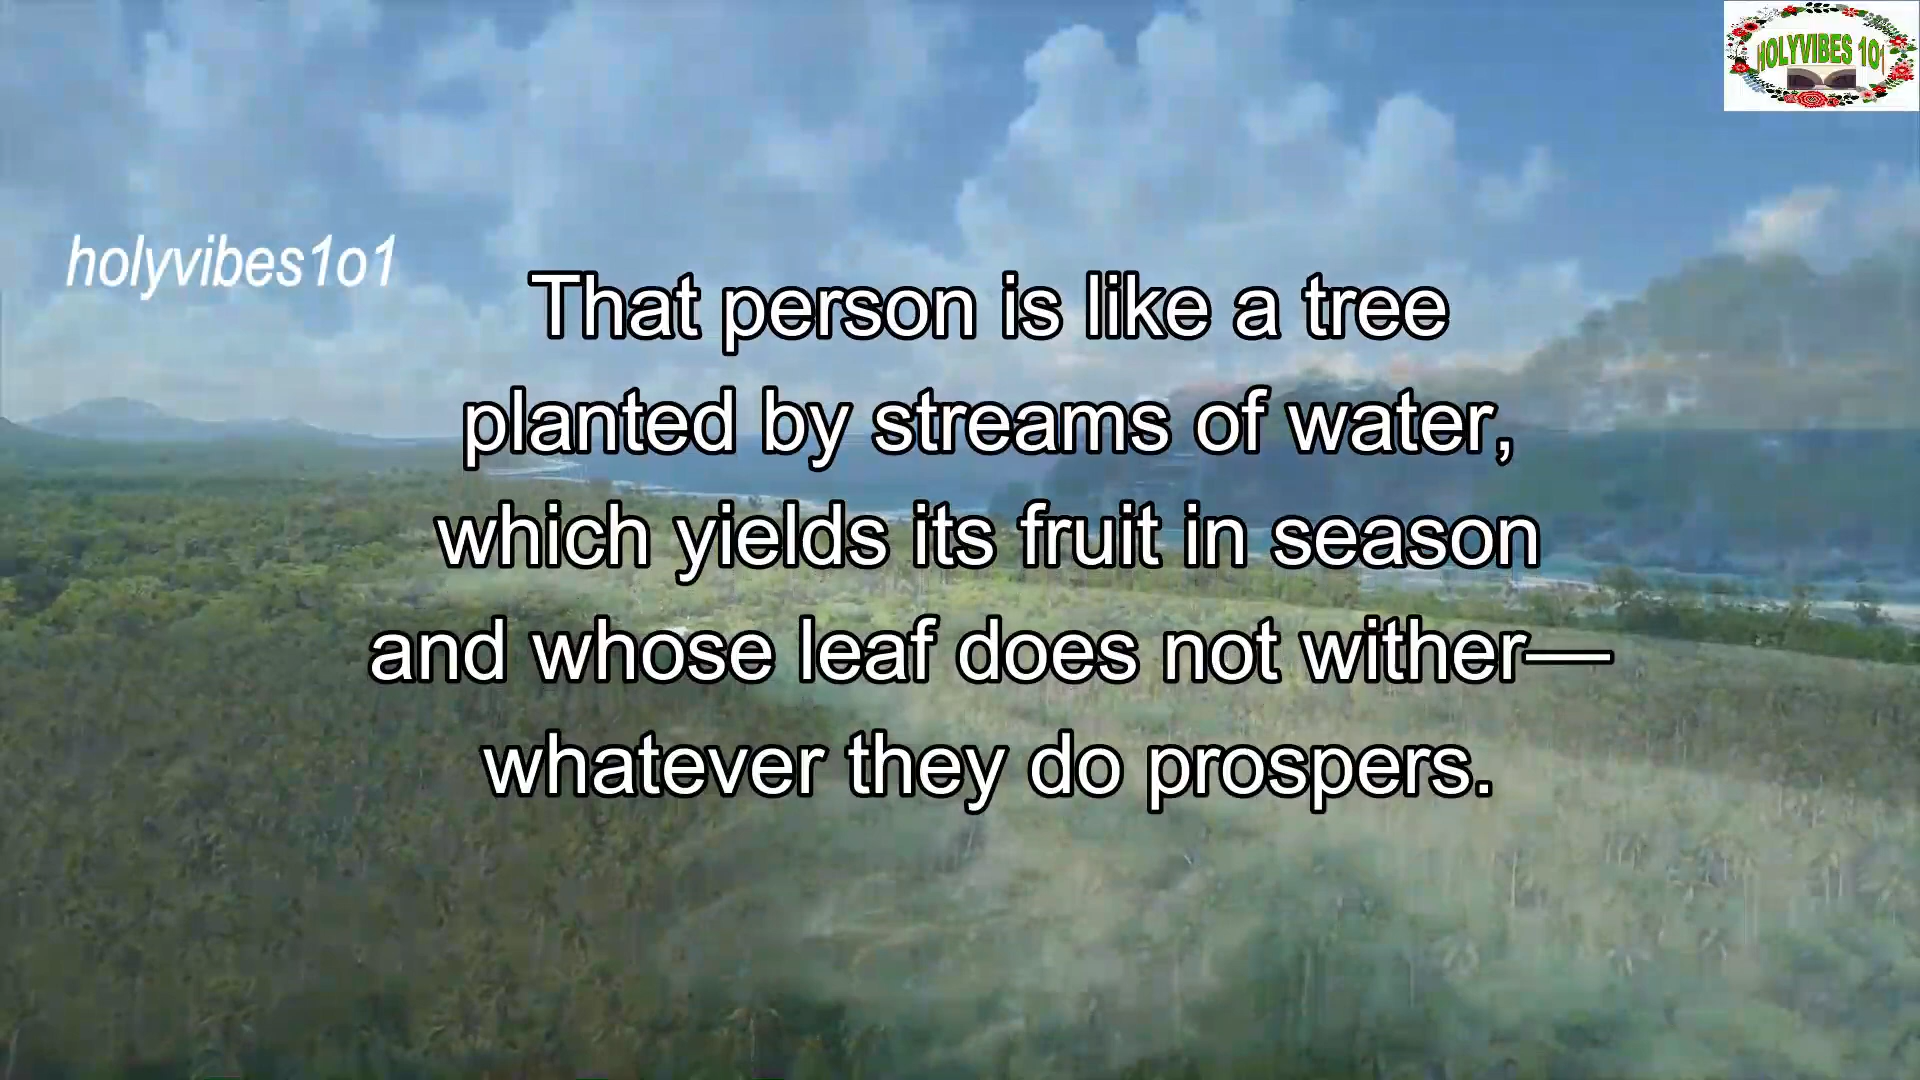 HOLYVIBES 101
holyvibes1o1
That person is like a tree
planted by streams of water,
which yields its fruit in season
and whose leaf does not wither—
whatever they do prospers.